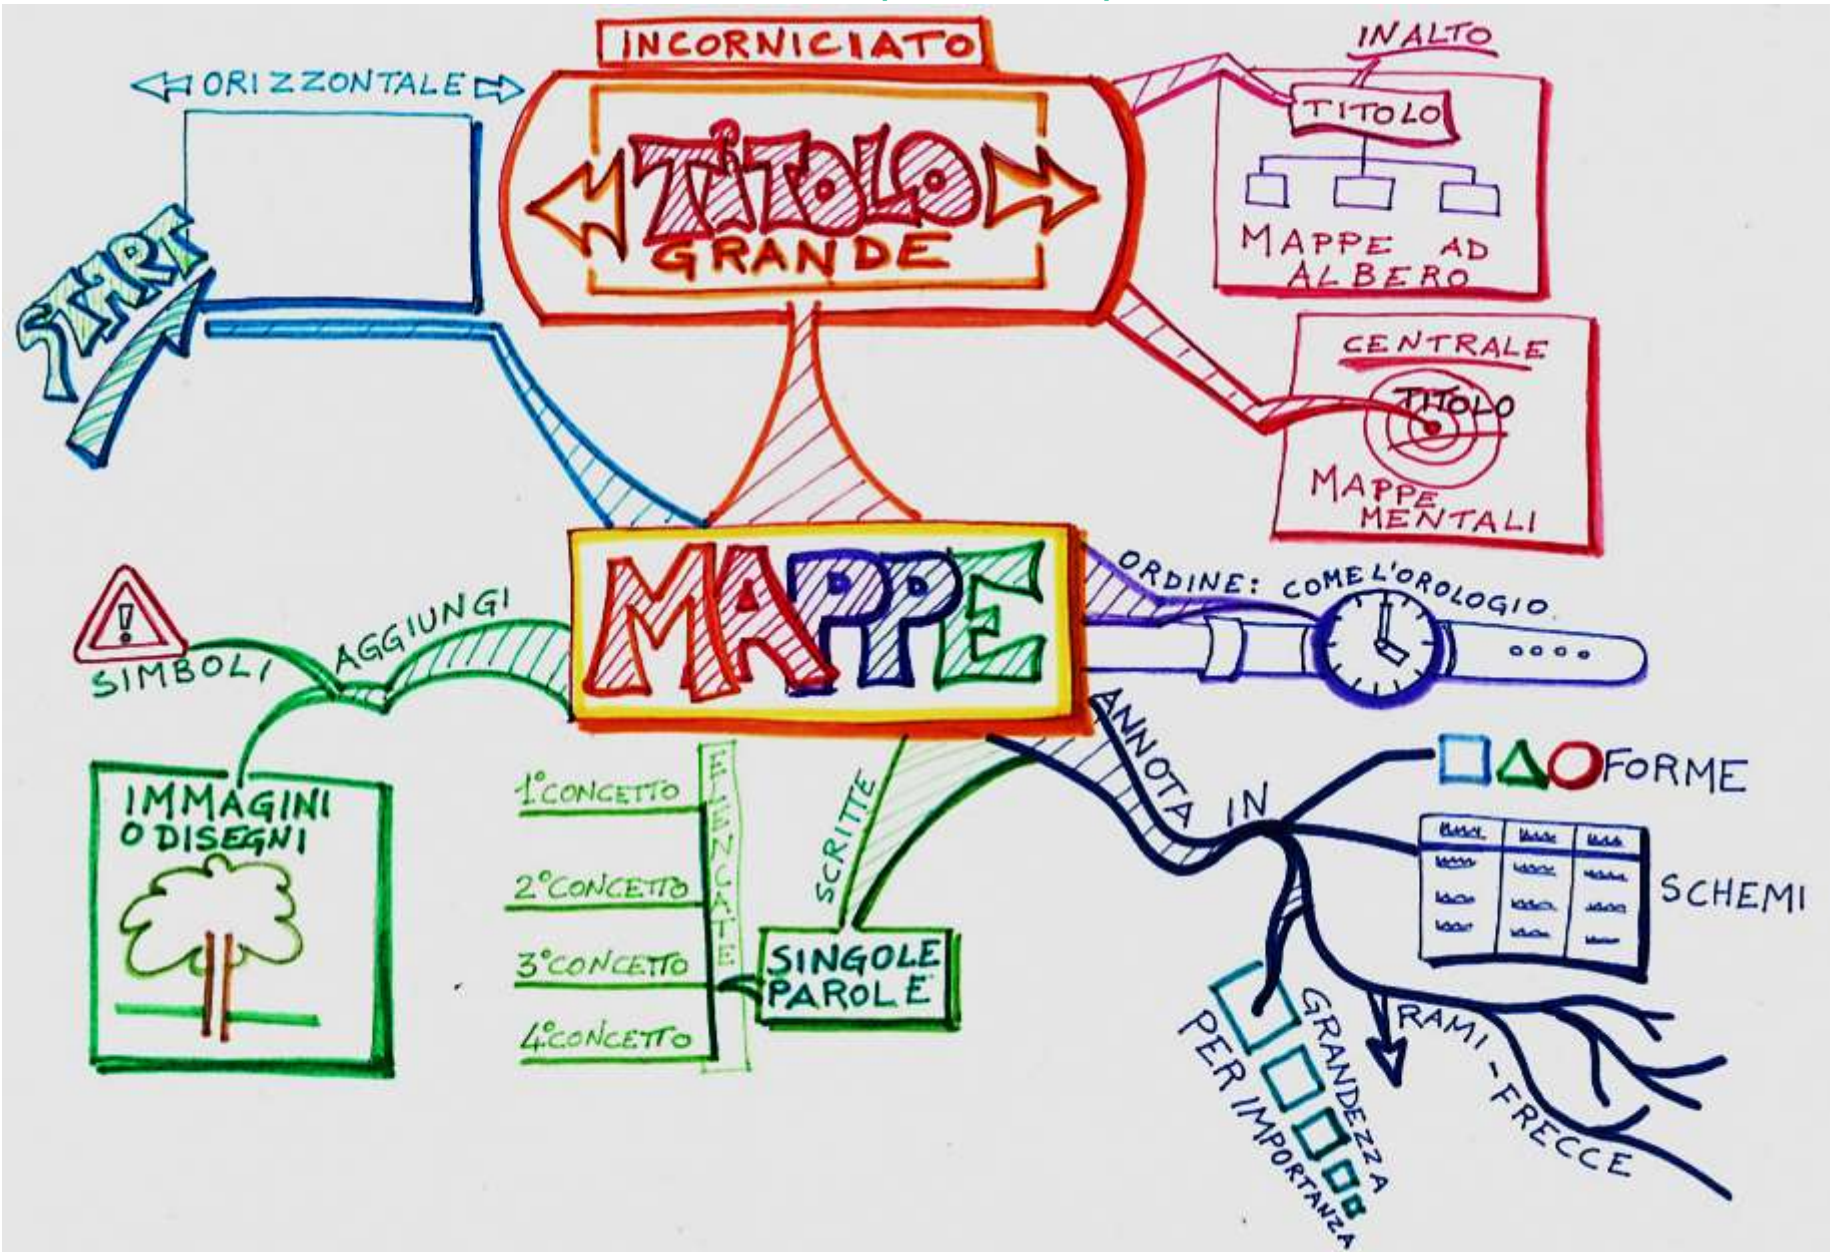 START
ORIZZONTALE
INCORNICIATO
TITOLO
GRANDE
IN ALTO
TITOLO
MAPPE AD
ALBERO
CENTRALE
TITOLO
MAPPE
MENTALI
MAPPE
ORDINE: COME L'OROLOGIO
ANNOTA IN
FORME
SCHEMI
RAMI - FRECCE
GRANDEZZA
PER IMPORTANZA
SCRITTE
SINGOLE
PAROLE
ELENCATE
1° CONCETTO
2° CONCETTO
3° CONCETTO
4° CONCETTO
AGGIUNGI
!
SIMBOLI
IMMAGINI
O DISEGNI